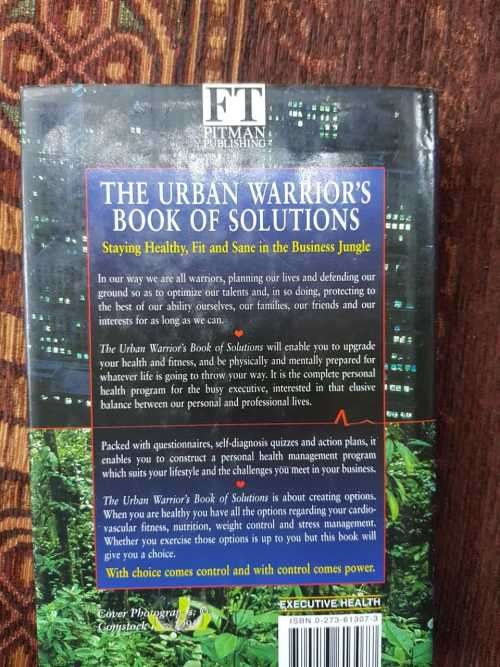 FT
PITMAN
PUBLISHING
THE URBAN WARRIOR'S
BOOK OF SOLUTIONS
Staying Healthy, Fit and Sane in the Business Jungle
In our way we are all warriors, planning our lives and defending our
ground so as to optimize our talents and, in so doing, protecting to
the best of our ability ourselves, our families, our friends and our
interests for as long as we can.
The Urban Warrior's Book of Solutions will enable you to upgrade
your health and fitness, and be physically and mentally prepared for
whatever life is going to throw your way. It is the complete personal
health program for the busy executive, interested in that elusive
balance between our personal and professional lives.
Packed with questionnaires, self-diagnosis quizzes and action plans, it
enables you to construct a personal health management program
which suits your lifestyle and the challenges you meet in your business.
The Urban Warrior's Book of Solutions is about creating options.
When you are healthy you have all the options regarding your cardio-
vascular fitness, nutrition, weight control and stress management.
Whether you exercise those options is up to you but this book will
give you a choice.
With choice comes control and with control comes power.
Cover Photographs: ©
Comstock
EXECUTIVE HEALTH
ISBN 0-273-61307-3